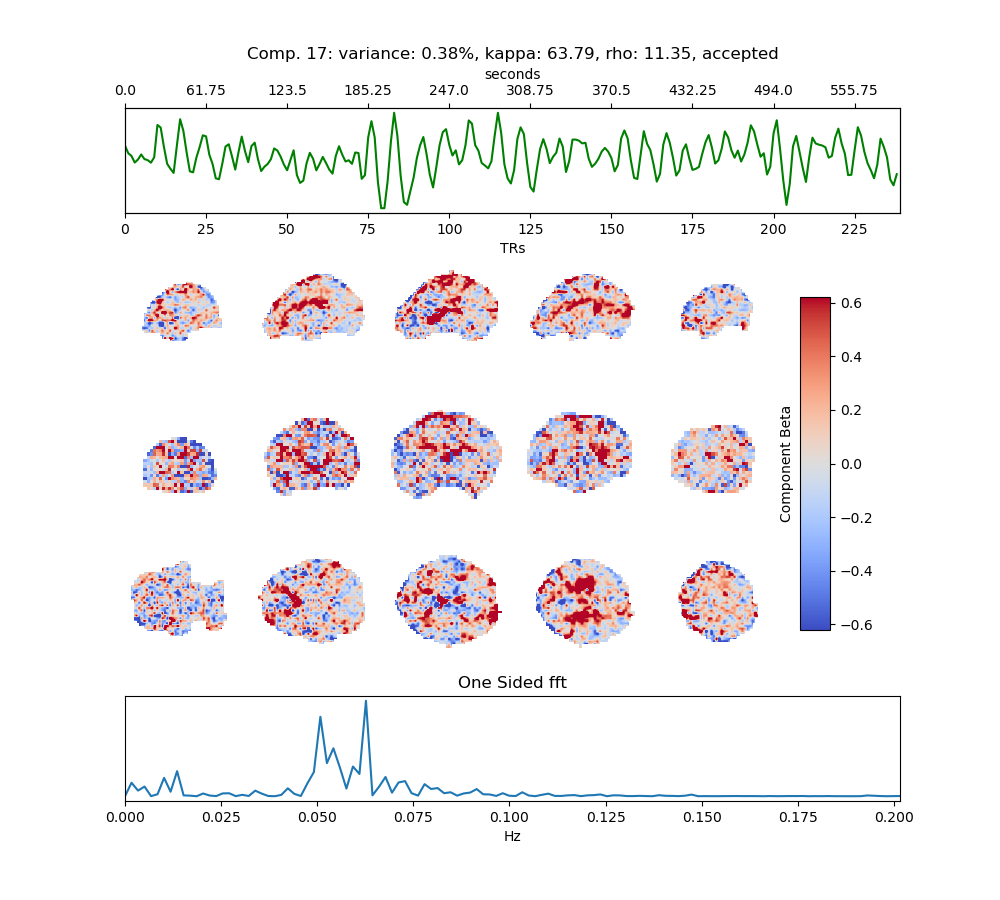 Comp. 17: variance: 0.38%, kappa: 63.79, rho: 11.35, accepted
seconds
0.0 61.75 123.5 185.25 247.0 308.75 370.5 432.25 494.0 555.75
0 25 50 75 100 125 150 175 200 225
TRs
0.6
0.4
0.2
0.0
−0.2
−0.4
−0.6
Component Beta
One Sided fft
0.000 0.025 0.050 0.075 0.100 0.125 0.150 0.175 0.200
Hz